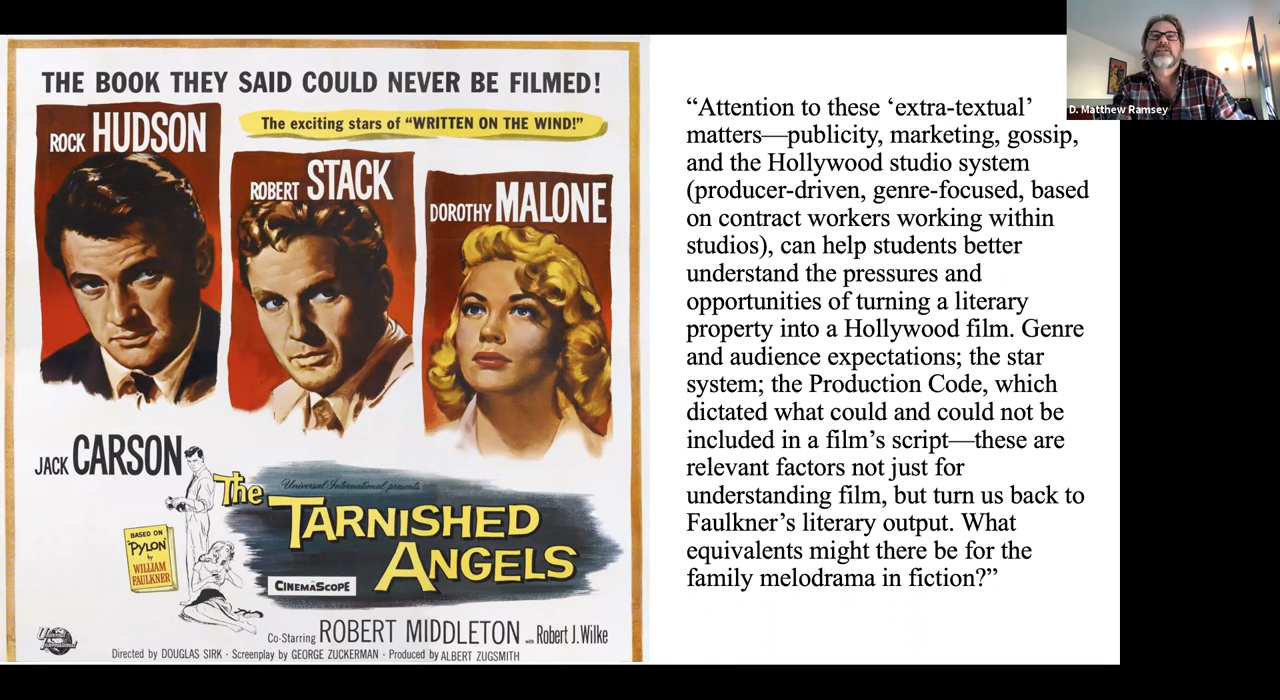 THE BOOK THEY SAID COULD NEVER BE FILMED!
ROCK HUDSON
The exciting stars of "WRITTEN ON THE WIND!"
ROBERT STACK
DOROTHY MALONE
JACK CARSON
Universal International presents
The
TARNISHED
ANGELS
BASED ON
"PYLON"
by
WILLIAM
FAULKNER
CINEMASCOPE
Co-Starring ROBERT MIDDLETON with Robert J. Wilke
Universal
International
Directed by DOUGLAS SIRK · Screenplay by GEORGE ZUCKERMAN · Produced by ALBERT ZUGSMITH
“Attention to these ‘extra-textual’
matters—publicity, marketing, gossip,
and the Hollywood studio system
(producer-driven, genre-focused, based
on contract workers working within
studios), can help students better
understand the pressures and
opportunities of turning a literary
property into a Hollywood film. Genre
and audience expectations; the star
system; the Production Code, which
dictated what could and could not be
included in a film’s script—these are
relevant factors not just for
understanding film, but turn us back to
Faulkner’s literary output. What
equivalents might there be for the
family melodrama in fiction?”
D. Matthew Ramsey